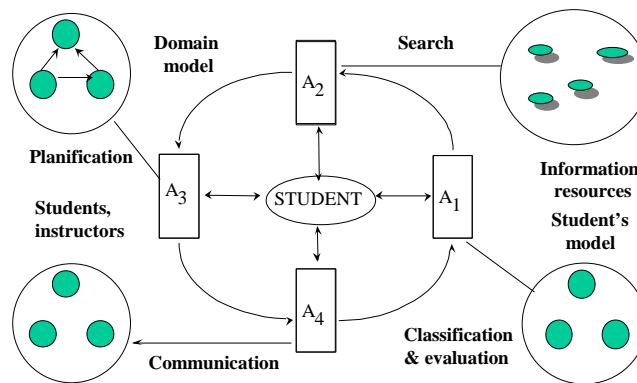 Domain
model
Search
A2
Planification
A3
STUDENT
A1
Information
resources
Students,
instructors
Student's
model
A4
Communication
Classification
& evaluation